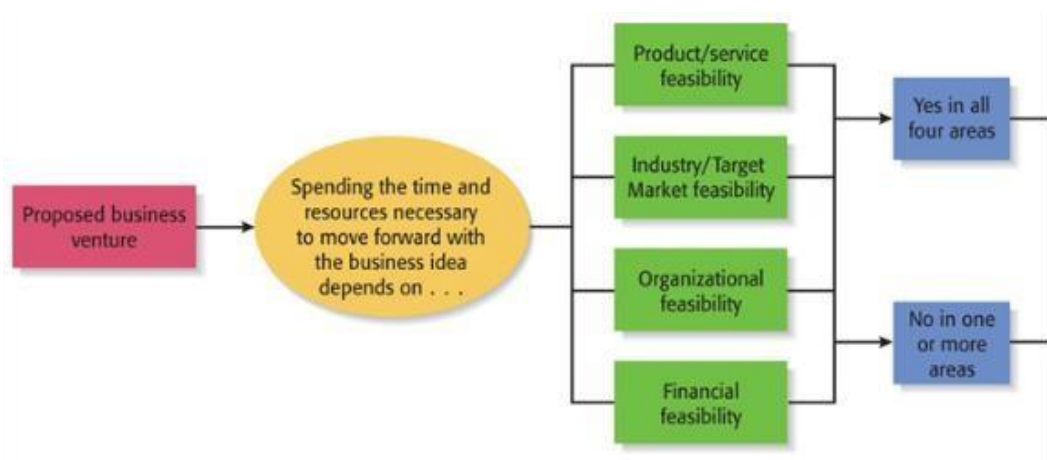 Proposed business
venture
Spending the time and
resources necessary
to move forward with
the business idea
depends on . . .
Product/service
feasibility
Industry/Target
Market feasibility
Organizational
feasibility
Financial
feasibility
Yes in all
four areas
No in one
or more
areas